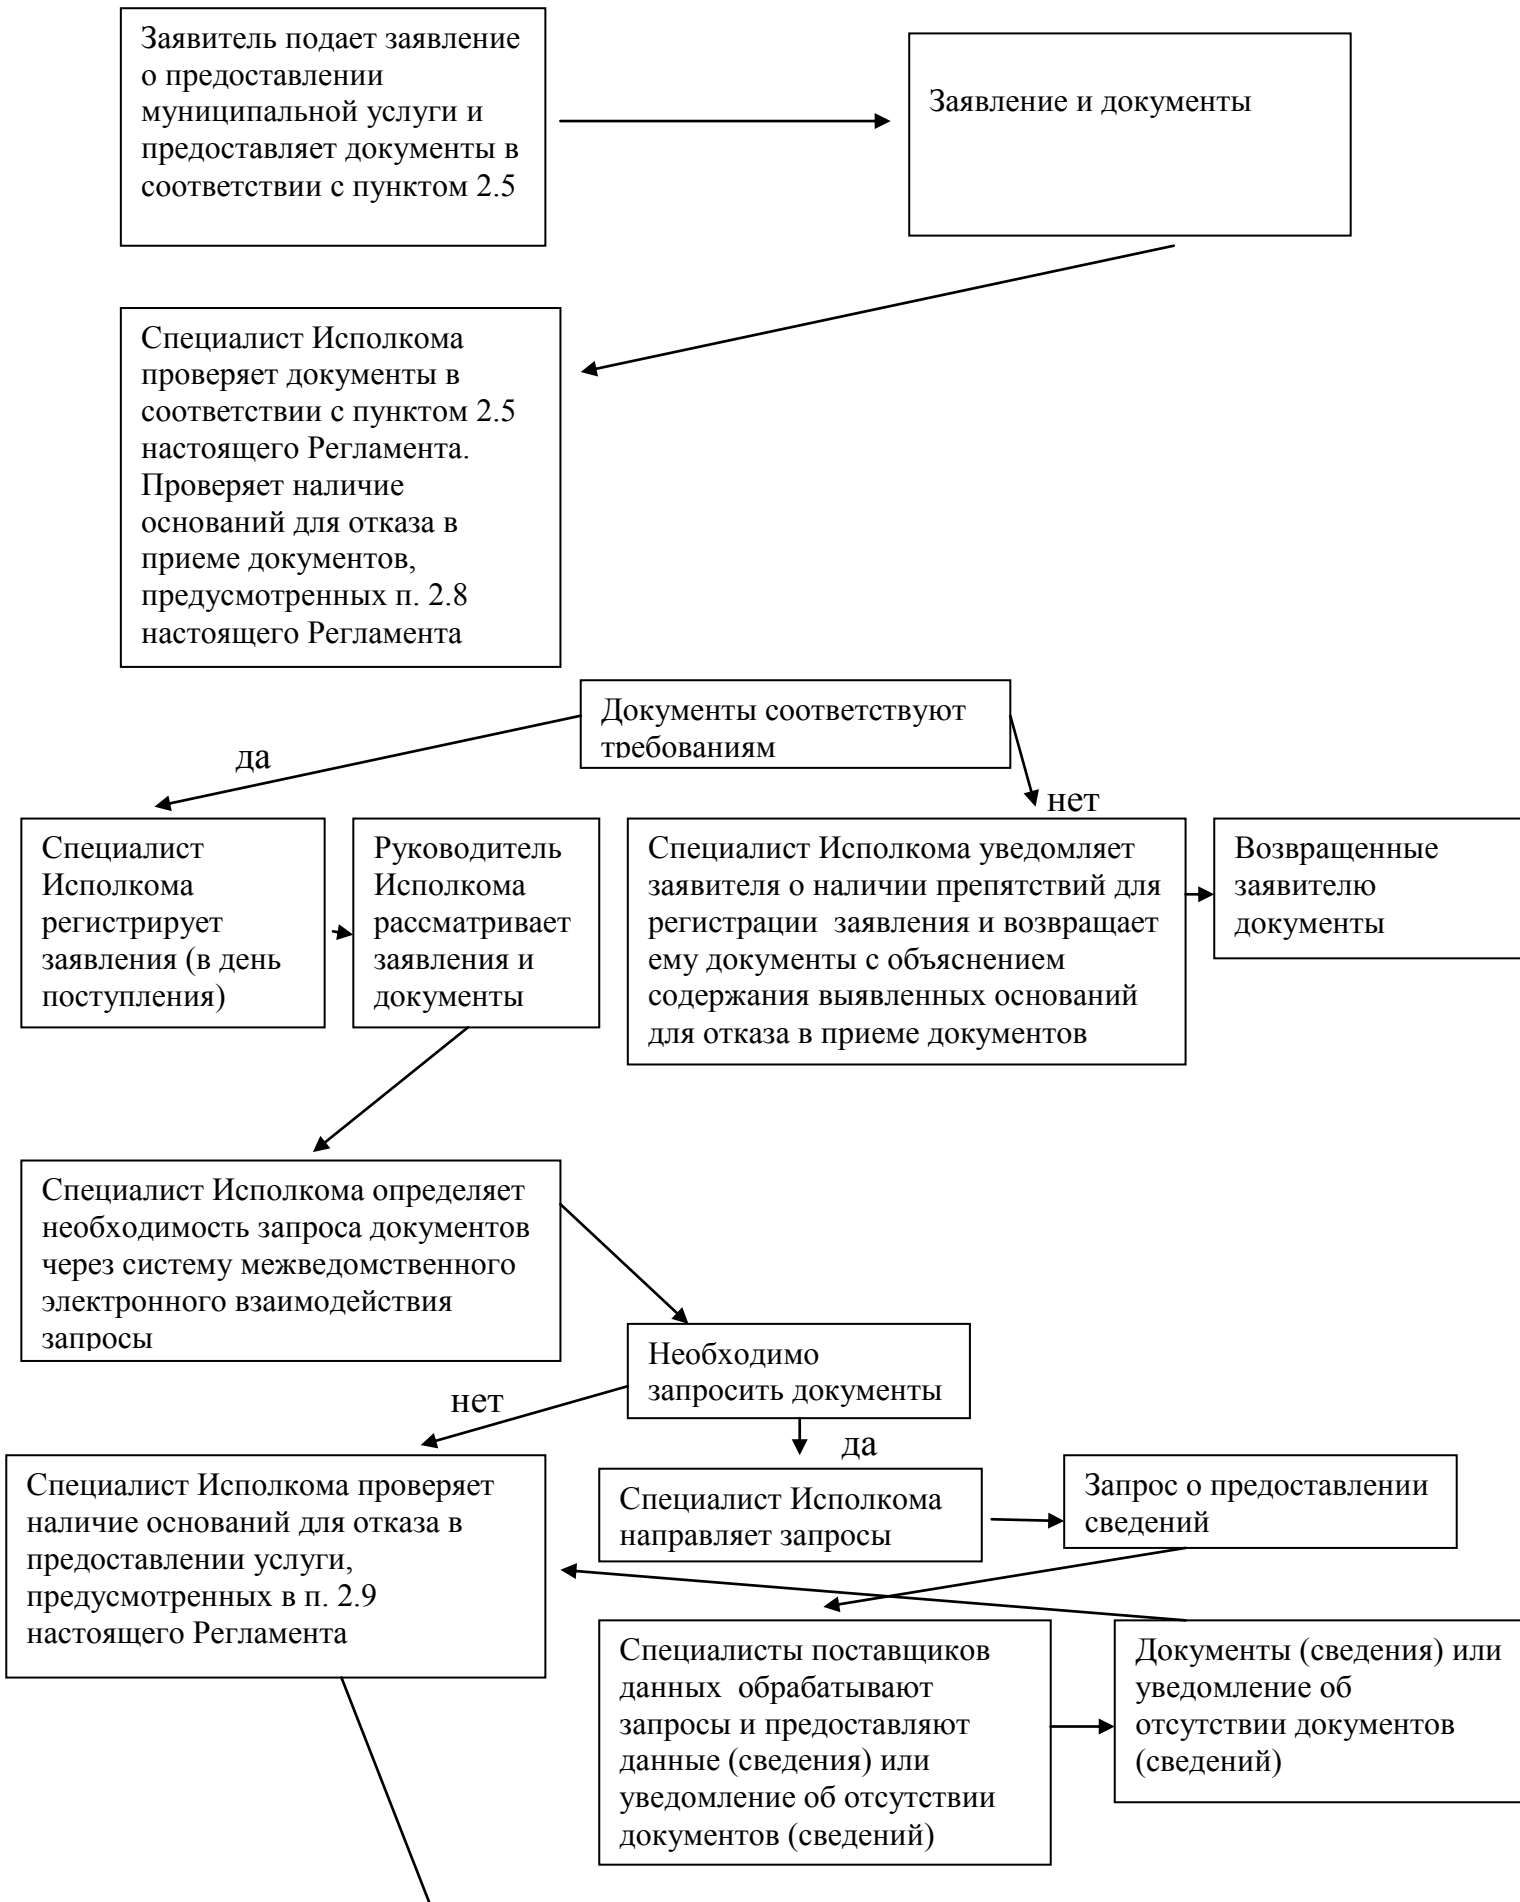 Заявитель подает заявление
о предоставлении
муниципальной услуги и
предоставляет документы в
соответствии с пунктом 2.5
Заявление и документы
Специалист Исполкома
проверяет документы в
соответствии с пунктом 2.5
настоящего Регламента.
Проверяет наличие
оснований для отказа в
приеме документов,
предусмотренных п. 2.8
настоящего Регламента
Документы соответствуют
требованиям
да
нет
Специалист
Исполкома
регистрирует
заявления (в день
поступления)
Руководитель
Исполкома
рассматривает
заявления и
документы
Специалист Исполкома уведомляет
заявителя о наличии препятствий для
регистрации  заявления и возвращает
ему документы с объяснением
содержания выявленных оснований
для отказа в приеме документов
Возвращенные
заявителю
документы
Специалист Исполкома определяет
необходимость запроса документов
через систему межведомственного
электронного взаимодействия
запросы
Необходимо
запросить документы
нет
да
Специалист Исполкома проверяет
наличие оснований для отказа в
предоставлении услуги,
предусмотренных в п. 2.9
настоящего Регламента
Специалист Исполкома
направляет запросы
Запрос о предоставлении
сведений
Специалисты поставщиков
данных  обрабатывают
запросы и предоставляют
данные (сведения) или
уведомление об отсутствии
документов (сведений)
Документы (сведения) или
уведомление об
отсутствии документов
(сведений)